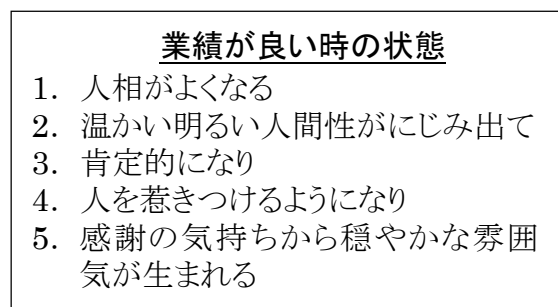 業績が良い時の状態
1. 人相がよくなる
2. 温かい明るい人間性がにじみ出て
3. 肯定的になり
4. 人を惹きつけるようになり
5. 感謝の気持ちから穏やかな雰囲
気が生まれる